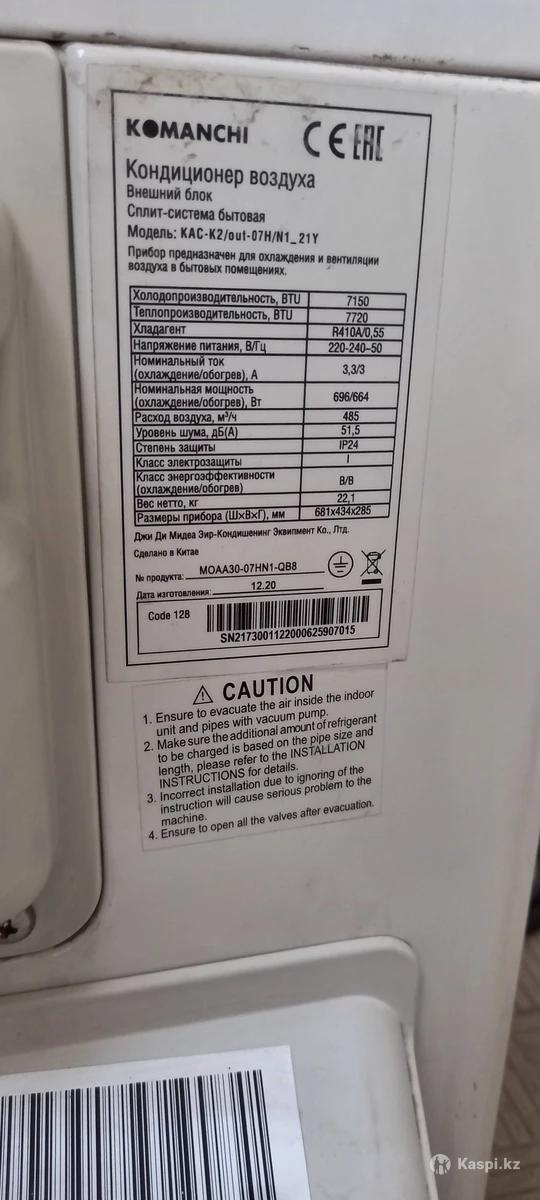 KOMANCHI CE EAC
Кондиционер воздуха
Внешний блок
Сплит-система бытовая
Модель: KAC-K2/out-07H/N1_21Y
Прибор предназначен для охлаждения и вентиляции
воздуха в бытовых помещениях.
Холодопроизводительность, BTU 7150
Теплопроизводительность, BTU 7720
Хладагент R410A/0,55
Напряжение питания, В/Гц 220-240~50
Номинальный ток
(охлаждение/обогрев), А 3,3/3
Номинальная мощность
(охлаждение/обогрев), Вт 696/664
Расход воздуха, м³/ч 485
Уровень шума, дБ(А) 51,5
Степень защиты IP24
Класс электрозащиты I
Класс энергоэффективности
(охлаждение/обогрев) B/B
Вес нетто, кг 22,1
Размеры прибора (Ш×В×Г), мм 681x434x285
Джи Ди Мидеа Эир-Кондишенинг Эквипмент Ко., Лтд.
Сделано в Китае
№ продукта: MOAA30-07HN1-QB8
Дата изготовления: 12.20
Code 128
SN2173001122000625907015
CAUTION
1. Ensure to evacuate the air inside the indoor
unit and pipes with vacuum pump.
2. Make sure the additional amount of refrigerant
to be charged is based on the pipe size and
length, please refer to the INSTALLATION
INSTRUCTIONS for details.
3. Incorrect installation due to ignoring of the
instruction will cause serious problem to the
machine.
4. Ensure to open all the valves after evacuation.
Kaspi.kz